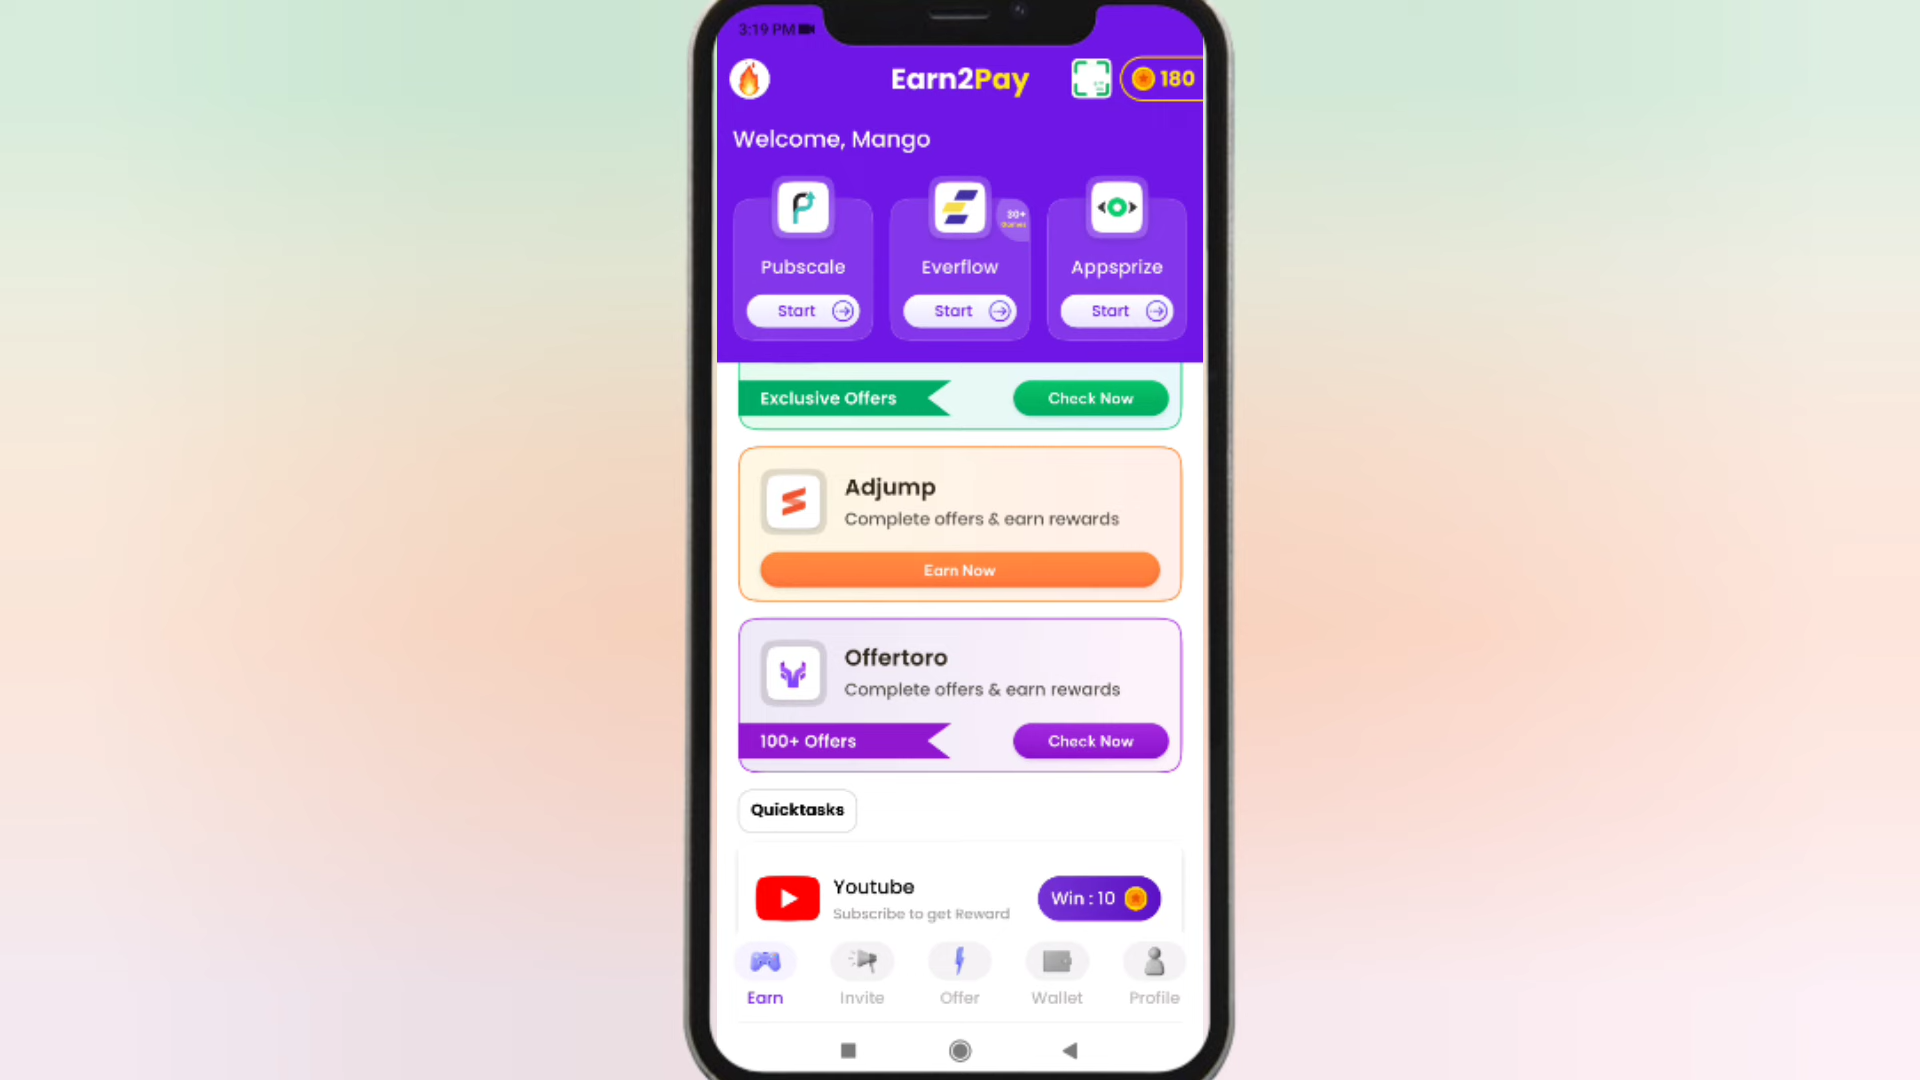 3:19 PM
Earn2Pay
180
Welcome, Mango
30+
Pubscale
Everflow
Appsprize
Start
Start
Start
Exclusive Offers
Check Now
Adjump
Complete offers & earn rewards
Earn Now
Offertoro
Complete offers & earn rewards
100+ Offers
Check Now
Quicktasks
Youtube
Subscribe to get Reward
Win : 10
Earn
Invite
Offer
Wallet
Profile